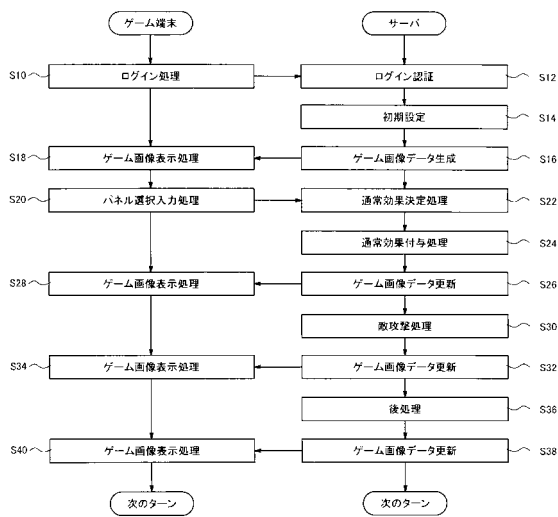 ゲーム端末
サーバ
S10
ログイン処理
ログイン認証
S12
初期設定
S14
S18
ゲーム画像表示処理
ゲーム画像データ生成
S16
S20
パネル選択入力処理
通常効果決定処理
S22
通常効果付与処理
S24
S28
ゲーム画像表示処理
ゲーム画像データ更新
S26
敵攻撃処理
S30
S34
ゲーム画像表示処理
ゲーム画像データ更新
S32
後処理
S36
S40
ゲーム画像表示処理
ゲーム画像データ更新
S38
次のターン
次のターン